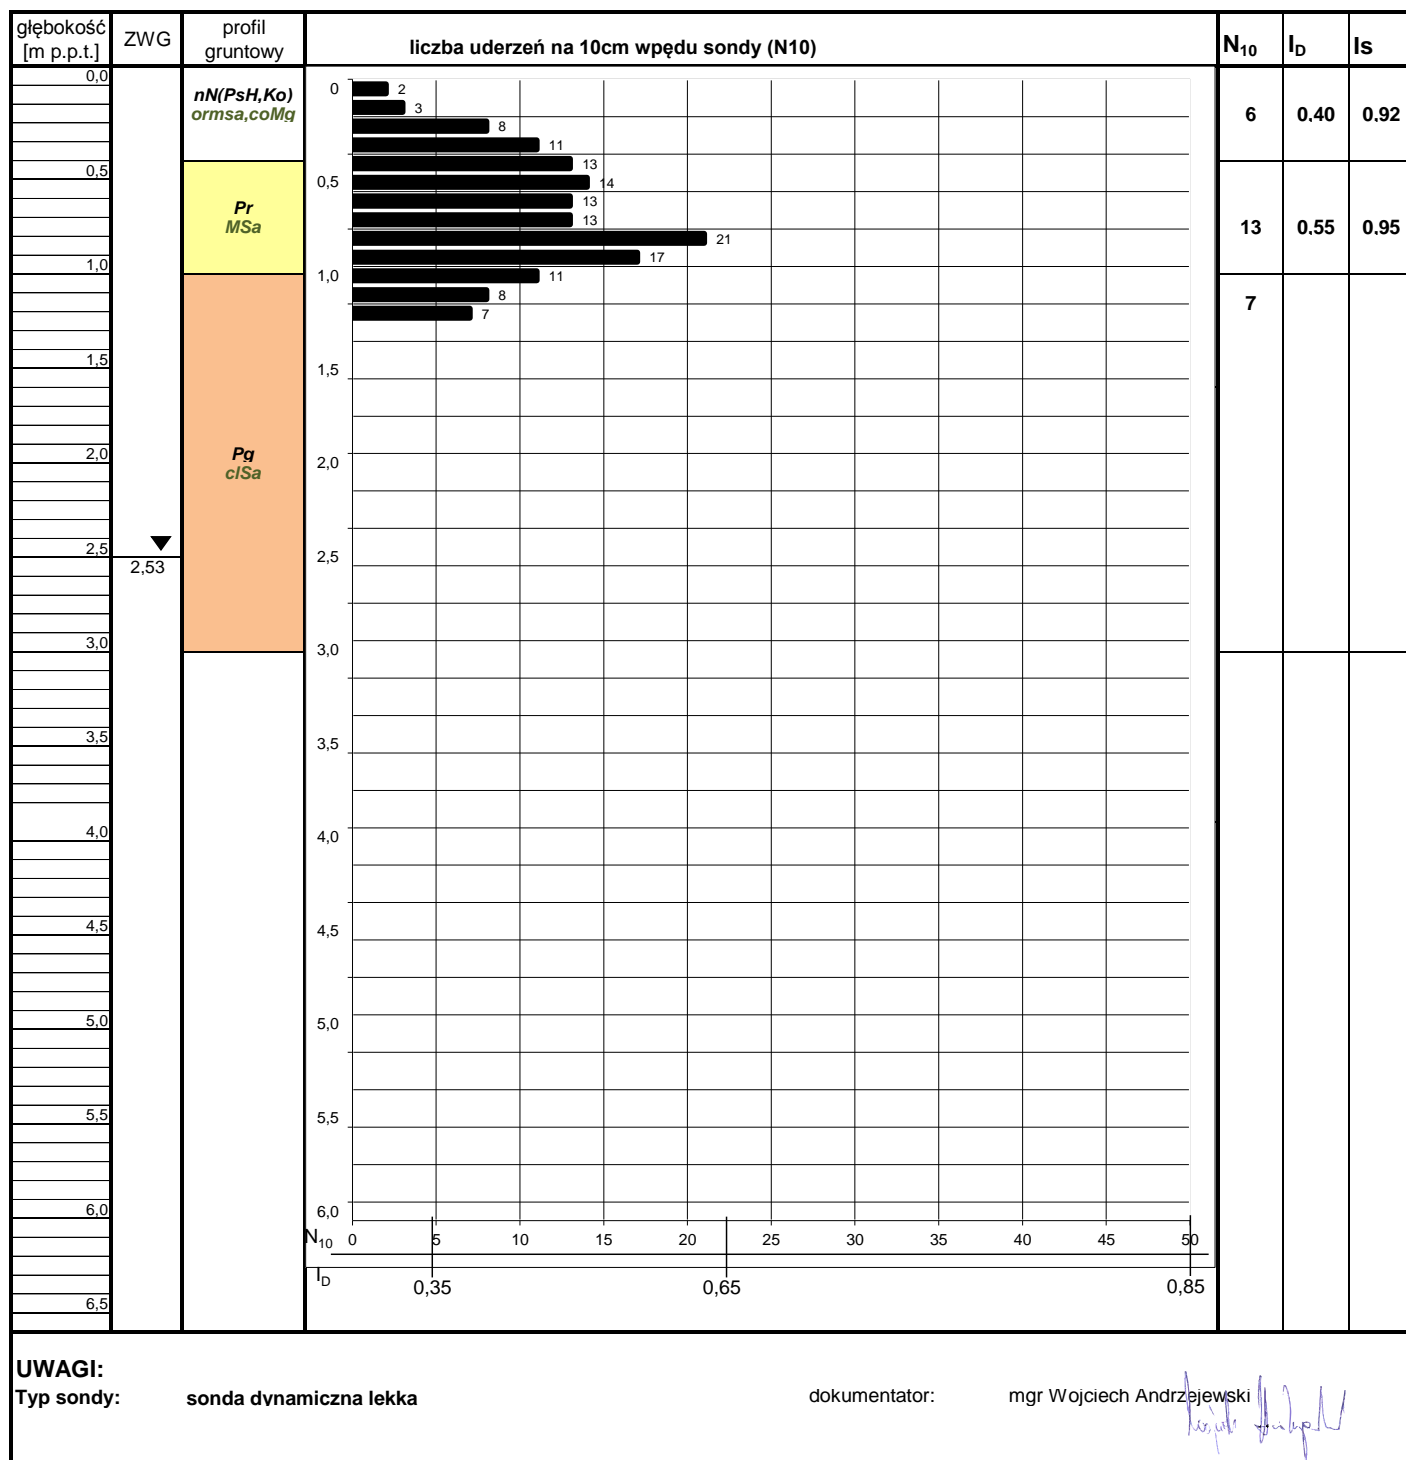 głębokość
[m p.p.t.]
ZWG
profil
gruntowy
liczba uderzeń na 10cm wpędu sondy (N10)
N10
ID
Is
0,0
0,5
1,0
1,5
2,0
2,5
3,0
3,5
4,0
4,5
5,0
5,5
6,0
6,5
2,53
nN(PsH,Ko)
ormsa,coMg
Pr
MSa
Pg
clSa
0
0,5
1,0
1,5
2,0
2,5
3,0
3,5
4,0
4,5
5,0
5,5
6,0
2
3
8
11
13
14
13
13
21
17
11
8
7
6 0,40 0,92
13 0,55 0,95
7
N10 0 5 10 15 20 25 30 35 40 45 50
ID 0,35 0,65 0,85
UWAGI:
Typ sondy: sonda dynamiczna lekka dokumentator: mgr Wojciech Andrzejewski